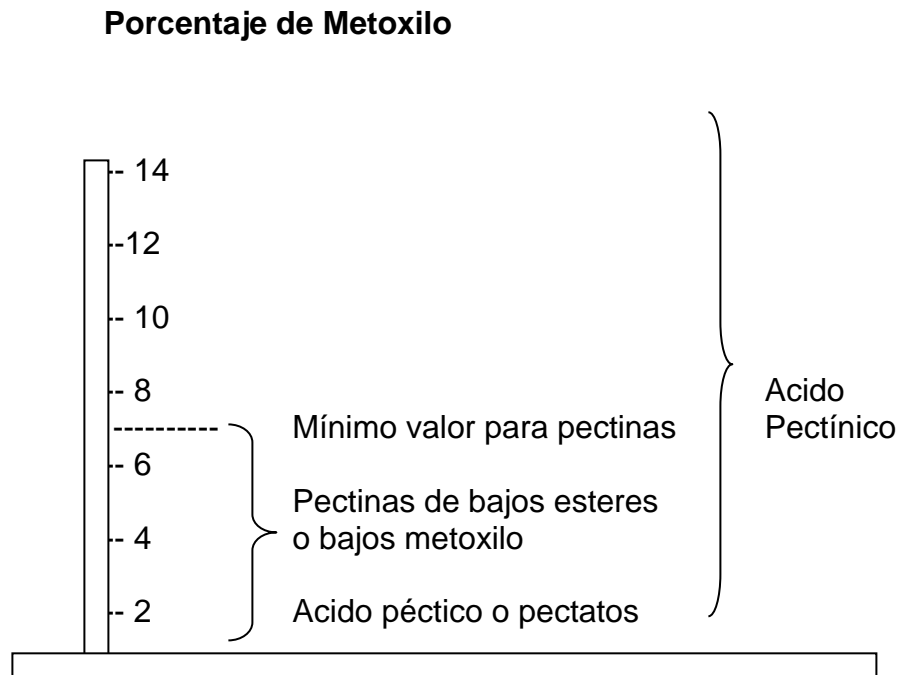 Porcentaje de Metoxilo
-- 14
--12
-- 10
-- 8
Acido
Mínimo valor para pectinas
Pectínico
-- 6
Pectinas de bajos esteres
-- 4
o bajos metoxilo
-- 2
Acido péctico o pectatos